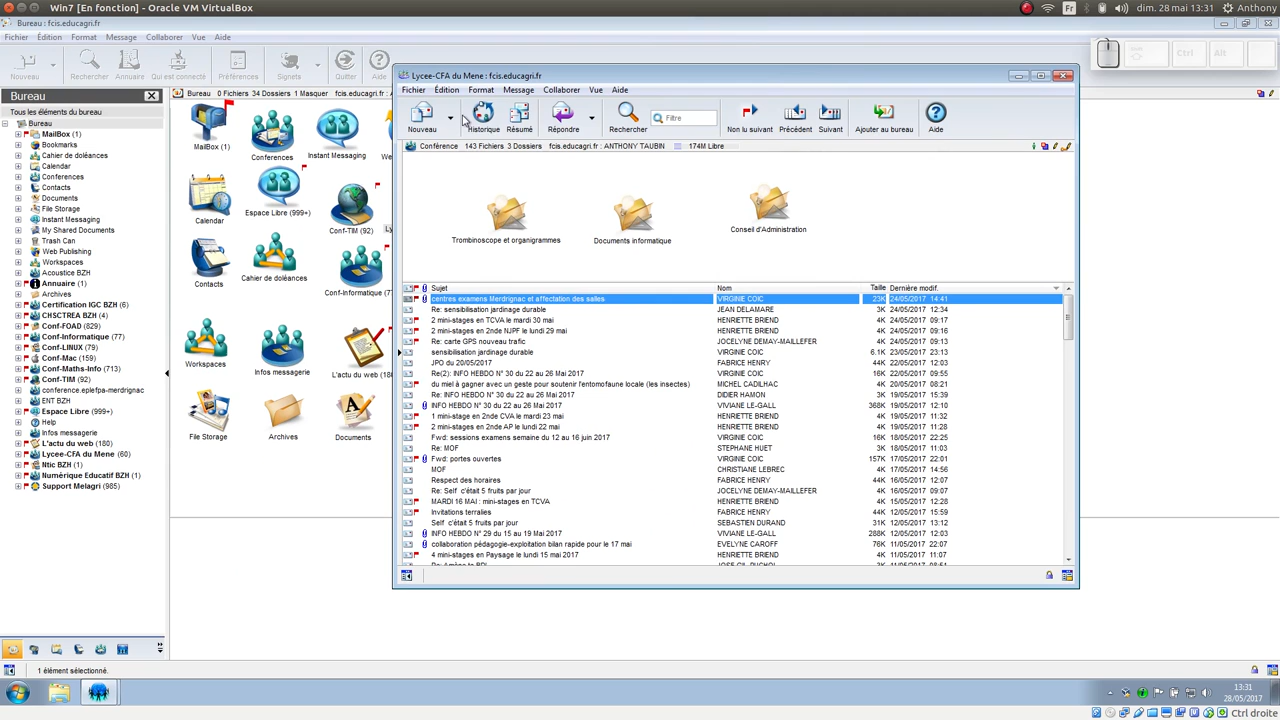 Win7 [En fonction] - Oracle VM VirtualBox
Fr
dim. 28 mai 13:31
Anthony
Bureau : fcis.educagri.fr
Fichier Édition Format Message Collaborer Vue Aide
Nouveau Rechercher Annuaire Qui est connecté Préférences Signets Quitter Aide
Ctrl Alt
Bureau
Tous les éléments du bureau
Bureau
MailBox (1)
Bookmarks
Cahier de doléances
Calendar
Conferences
Contacts
Documents
File Storage
Instant Messaging
My Shared Documents
Trash Can
Web Publishing
Workspaces
Acoustice BZH
Annuaire (1)
Archives
Certification IGC BZH (6)
CHSCTREA BZH (4)
Conf-FOAD (829)
Conf-Informatique (77)
Conf-LINUX (79)
Conf-Mac (159)
Conf-Maths-Info (713)
Conf-TIM (92)
conference.eplefpa-merdrignac
ENT BZH
Espace Libre (999+)
Help
Infos messagerie
L'actu du web (180)
Lycee-CFA du Mene (60)
Ntic BZH (1)
Numérique Educatif BZH (1)
Support Melagri (985)
Bureau 0 Fichiers 34 Dossiers 1 Masquer fcis.educagri.fr :
MailBox (1)
Conferences
Instant Messaging
Calendar
Espace Libre (999+)
Conf-TIM (92)
Contacts
Cahier de doléances
Conf-Informatique (77)
Workspaces
Infos messagerie
L'actu du web (180)
File Storage
Archives
Documents
Lycee-CFA du Mene : fcis.educagri.fr
Fichier Édition Format Message Collaborer Vue Aide
Nouveau Historique Résumé Répondre Rechercher Filtre Non lu suivant Précédent Suivant Ajouter au bureau Aide
Conférence 143 Fichiers 3 Dossiers fcis.educagri.fr : ANTHONY TAUBIN 174M Libre
Trombinoscope et organigrammes
Documents informatique
Conseil d'Administration
Sujet Nom Taille Dernière modif.
centres examens Merdrignac et affectation des salles VIRGINIE COIC 23K 24/05/2017 14:41
Re: sensibilisation jardinage durable JEAN DELAMARE 3K 24/05/2017 12:34
2 mini-stages en TCVA le mardi 30 mai HENRIETTE BRIEND 4K 24/05/2017 09:17
2 mini-stages en 2nde NJPF le lundi 29 mai HENRIETTE BRIEND 4K 24/05/2017 09:16
Re: carte GPS nouveau trafic JOCELYNE DEMAY-MAILLEFER 4K 24/05/2017 09:13
sensibilisation jardinage durable VIRGINIE COIC 6.1K 23/05/2017 23:13
JPO du 20/05/2017 FABRICE HENRY 44K 22/05/2017 12:03
Re(2): INFO HEBDO N° 30 du 22 au 26 Mai 2017 VIRGINIE COIC 16K 22/05/2017 09:55
du miel à gagner avec un geste pour soutenir l'entomofaune locale (les insectes) MICHEL CADILHAC 4K 20/05/2017 08:21
Re: INFO HEBDO N° 30 du 22 au 26 Mai 2017 DIDIER HAMON 3K 19/05/2017 15:39
INFO HEBDO N° 30 du 22 au 26 Mai 2017 VIVIANE LE-GALL 368K 19/05/2017 12:10
1 mini-stage en 2nde CVA le mardi 23 mai HENRIETTE BRIEND 4K 19/05/2017 11:32
2 mini-stages en 2nde AP le lundi 22 mai HENRIETTE BRIEND 4K 19/05/2017 11:28
Fwd: sessions examens semaine du 12 au 16 juin 2017 VIRGINIE COIC 16K 18/05/2017 22:25
Re: MOF STEPHANE HUET 3K 18/05/2017 11:03
Fwd: portes ouvertes VIRGINIE COIC 157K 17/05/2017 22:01
MOF CHRISTIANE LEBREC 4K 17/05/2017 14:56
Respect des horaires FABRICE HENRY 44K 17/05/2017 12:06
Re: Self c'était 5 fruits par jour JOCELYNE DEMAY-MAILLEFER 4K 16/05/2017 09:07
MARDI 16 MAI : mini-stages en TCVA HENRIETTE BRIEND 4K 15/05/2017 12:28
Invitations terralies FABRICE HENRY 44K 12/05/2017 15:59
Self c'était 5 fruits par jour SEBASTIEN DURAND 31K 12/05/2017 13:12
INFO HEBDO N° 29 du 15 au 19 Mai 2017 VIVIANE LE-GALL 288K 12/05/2017 12:03
collaboration pédagogie-exploitation bilan rapide pour le 17 mai EVELYNE CAROFF 76K 11/05/2017 22:07
4 mini-stages en Paysage le lundi 15 mai 2017 HENRIETTE BRIEND 4K 11/05/2017 11:07
1 élément sélectionné.
13:31
28/05/2017
Ctrl droite